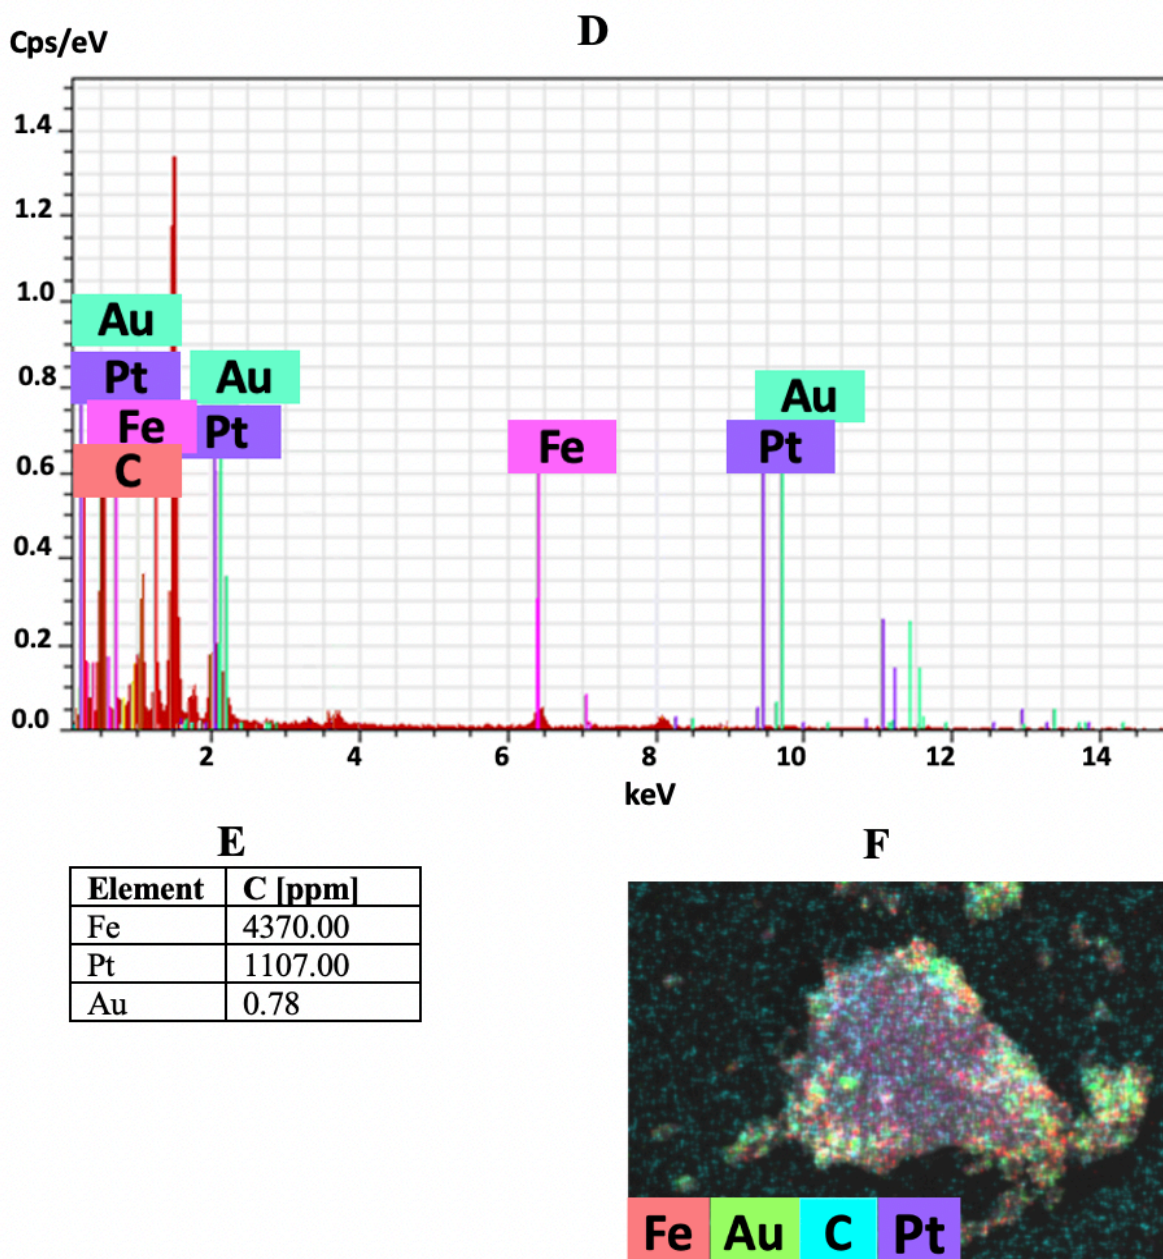 D
Cps/eV
1.4
1.2
1.0
0.8
0.6
0.4
0.2
0.0
Au
Pt
Fe
C
Au
Pt
Fe
Au
Pt
2 4 6 8 10 12 14
keV
E
Element C [ppm]
Fe 4370.00
Pt 1107.00
Au 0.78
F
Fe Au C Pt